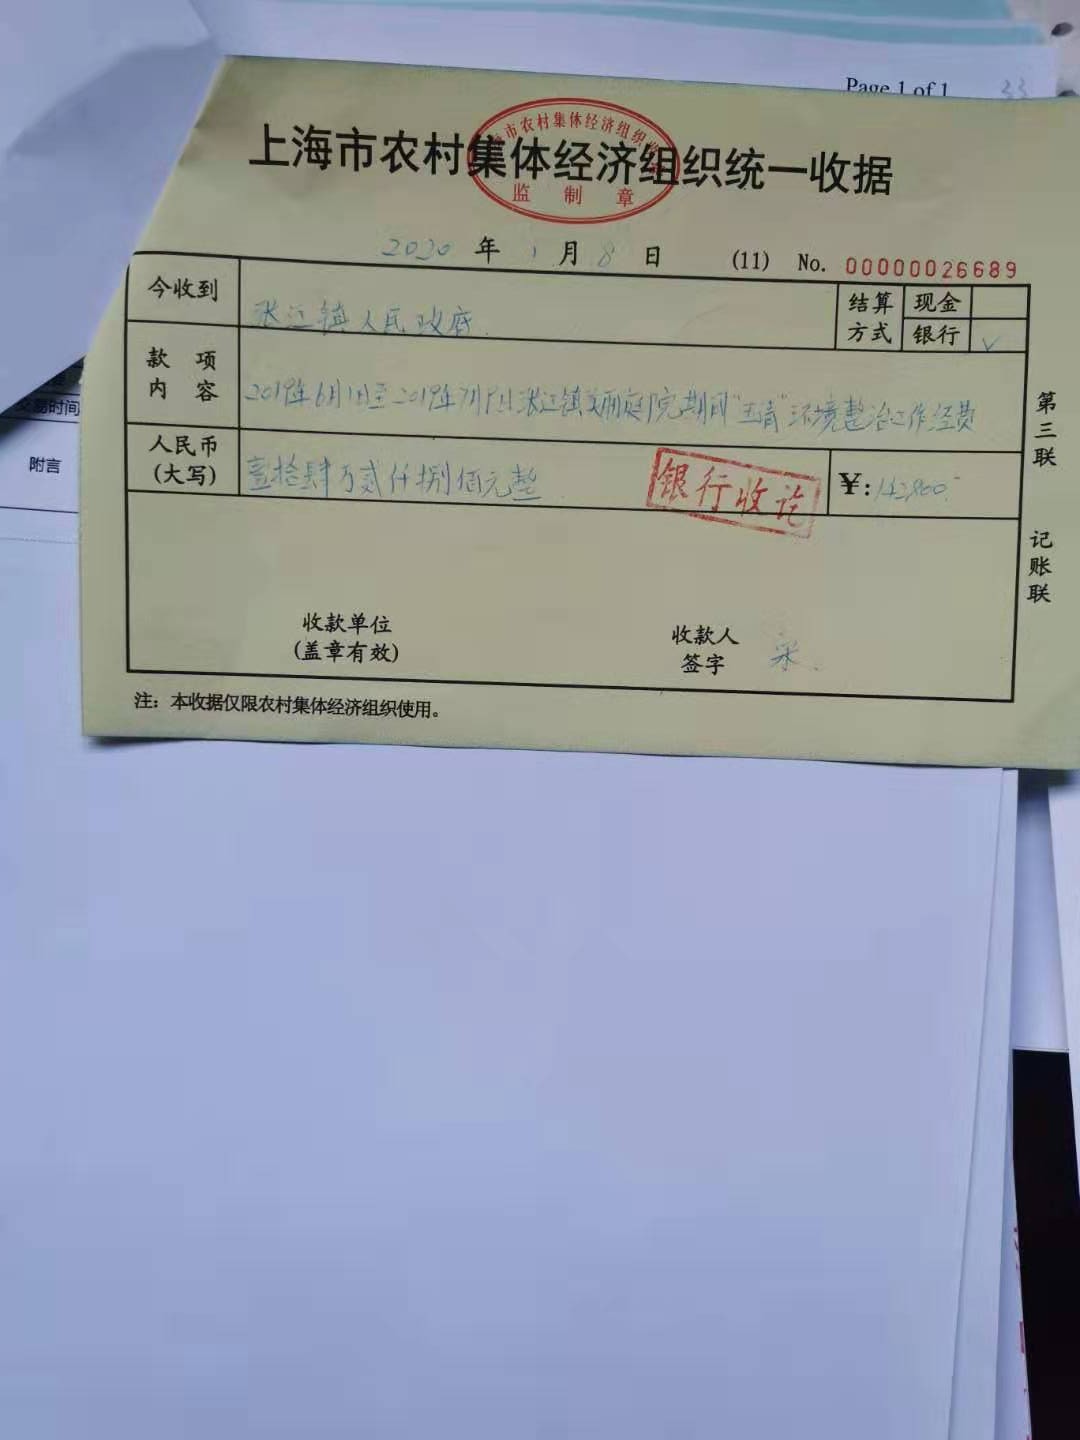 Page 1 of 1
33
上海市农村集体经济组织统一收据
市农村集体经济组织收
监制章
2020 年 1 月 8 日 (11) No. 00000026689
今收到 张江镇人民政府.
结算方式 现金
银行 ✓
款项内容 2019年6月1日至2019年7月 日张江镇美丽庭院期间"五清"环境整治工作经费
人民币(大写) 壹拾肆万贰仟捌佰元整
银行收讫
¥: 142800.-
收款单位
(盖章有效)
收款人
签字
注: 本收据仅限农村集体经济组织使用。
第三联 记账联
交易时间
附言